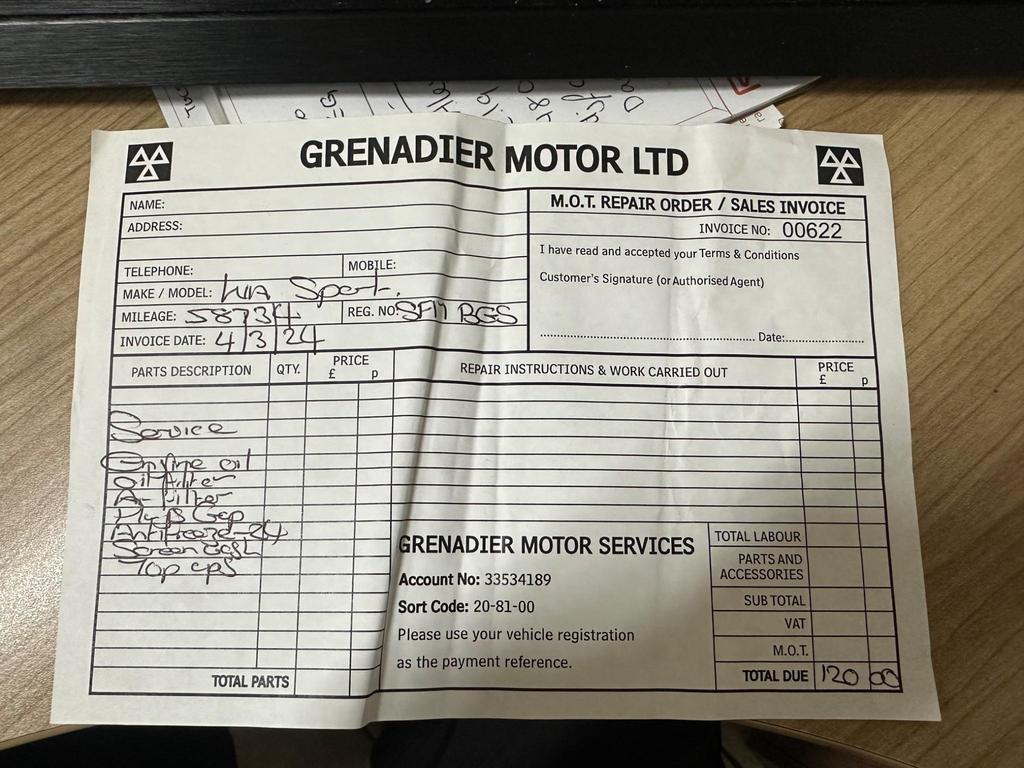 GRENADIER MOTOR LTD
NAME:
ADDRESS:
TELEPHONE:
MOBILE:
MAKE / MODEL: KIA Sport.
MILEAGE: 58734
REG. NO:
INVOICE DATE: 4/3/24
M.O.T. REPAIR ORDER / SALES INVOICE
INVOICE NO: 00622
I have read and accepted your Terms & Conditions
Customer's Signature (or Authorised Agent)
Date:
PARTS DESCRIPTION QTY. PRICE £ p
REPAIR INSTRUCTIONS & WORK CARRIED OUT PRICE £ p
Service
Engine oil
Oil filter
Air filter
Plugs Gap
Antifreeze -24
Screen wash
Top ups
TOTAL PARTS
GRENADIER MOTOR SERVICES
Account No: 33534189
Sort Code: 20-81-00
Please use your vehicle registration
as the payment reference.
TOTAL LABOUR
PARTS AND
ACCESSORIES
SUB TOTAL
VAT
M.O.T.
TOTAL DUE 120 00